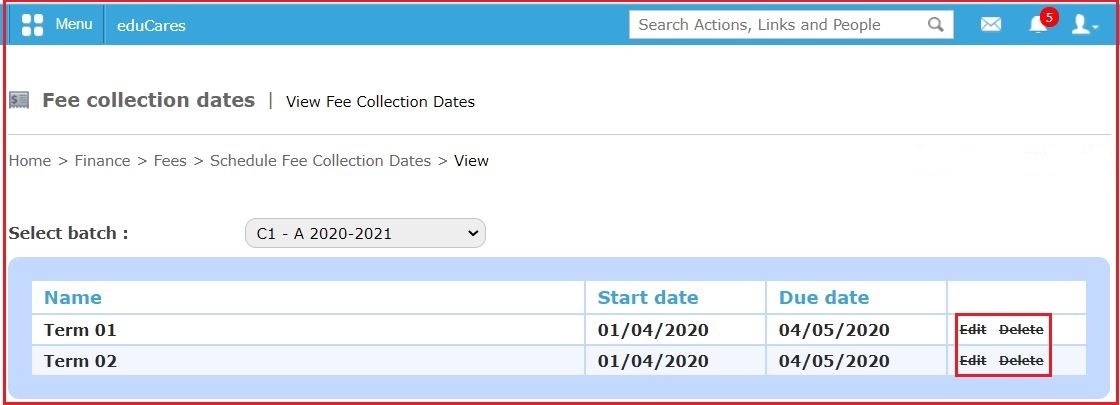 Menu eduCares Search Actions, Links and People 5
Fee collection dates | View Fee Collection Dates
Home > Finance > Fees > Schedule Fee Collection Dates > View
Select batch : C1 - A 2020-2021
Name Start date Due date
Term 01 01/04/2020 04/05/2020 Edit Delete
Term 02 01/04/2020 04/05/2020 Edit Delete